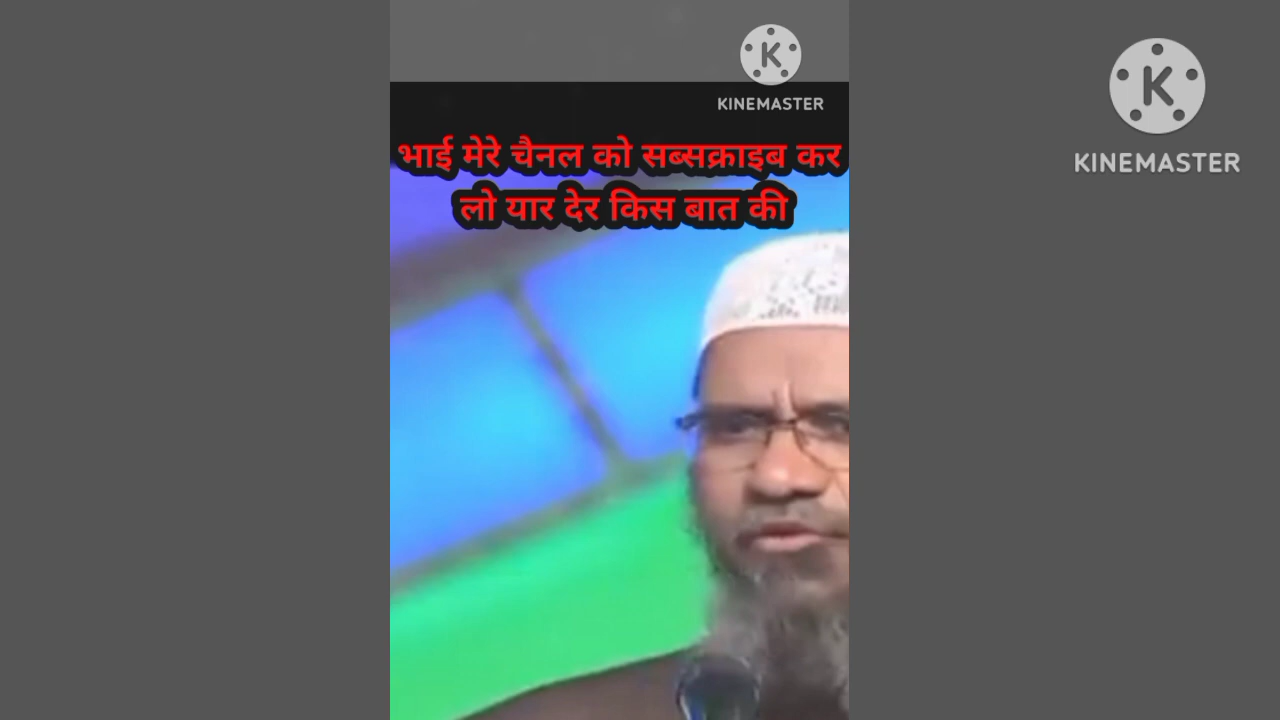 KINEMASTER
KINEMASTER
भाई मेरे चैनल को सब्सक्राइब कर
लो यार देर किस बात की